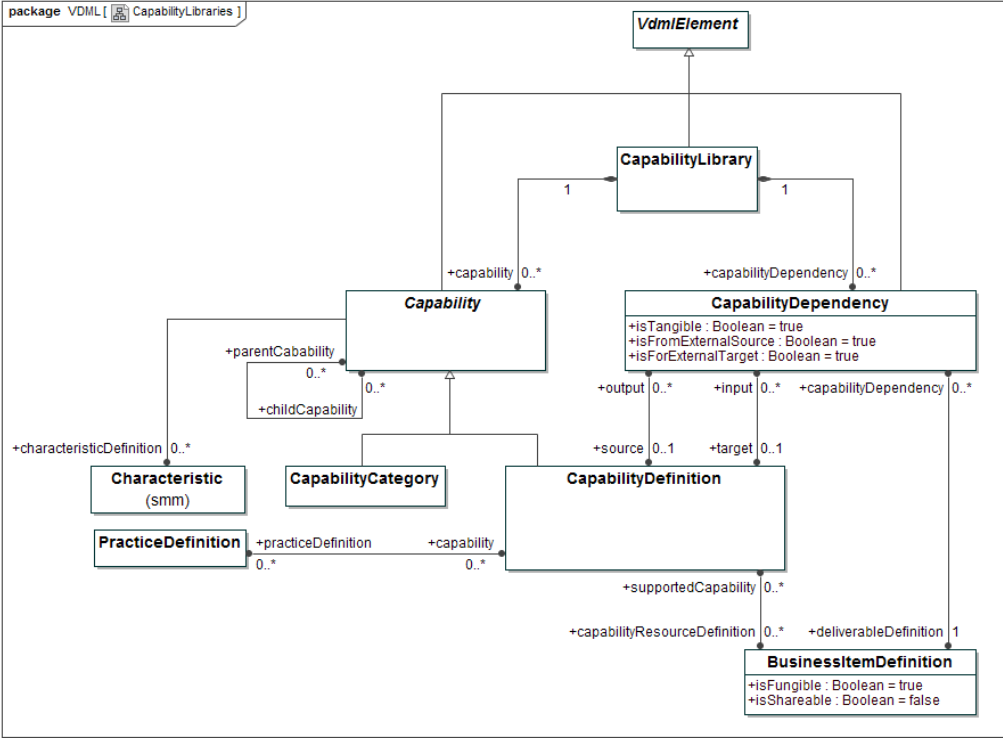 package VDML [ CapabilityLibraries ]
VdmlElement
CapabilityLibrary
1
1
+capability 0..*
+capabilityDependency 0..*
Capability
CapabilityDependency
+isTangible : Boolean = true
+isFromExternalSource : Boolean = true
+isForExternalTarget : Boolean = true
+parentCabability
0..*
0..*
+childCapability
+output 0..*
+input 0..*
+capabilityDependency 0..*
+characteristicDefinition 0..*
+source 0..1
+target 0..1
Characteristic
(smm)
CapabilityCategory
CapabilityDefinition
PracticeDefinition
+practiceDefinition
0..*
+capability
0..*
+supportedCapability 0..*
+capabilityResourceDefinition 0..*
+deliverableDefinition 1
BusinessItemDefinition
+isFungible : Boolean = true
+isShareable : Boolean = false